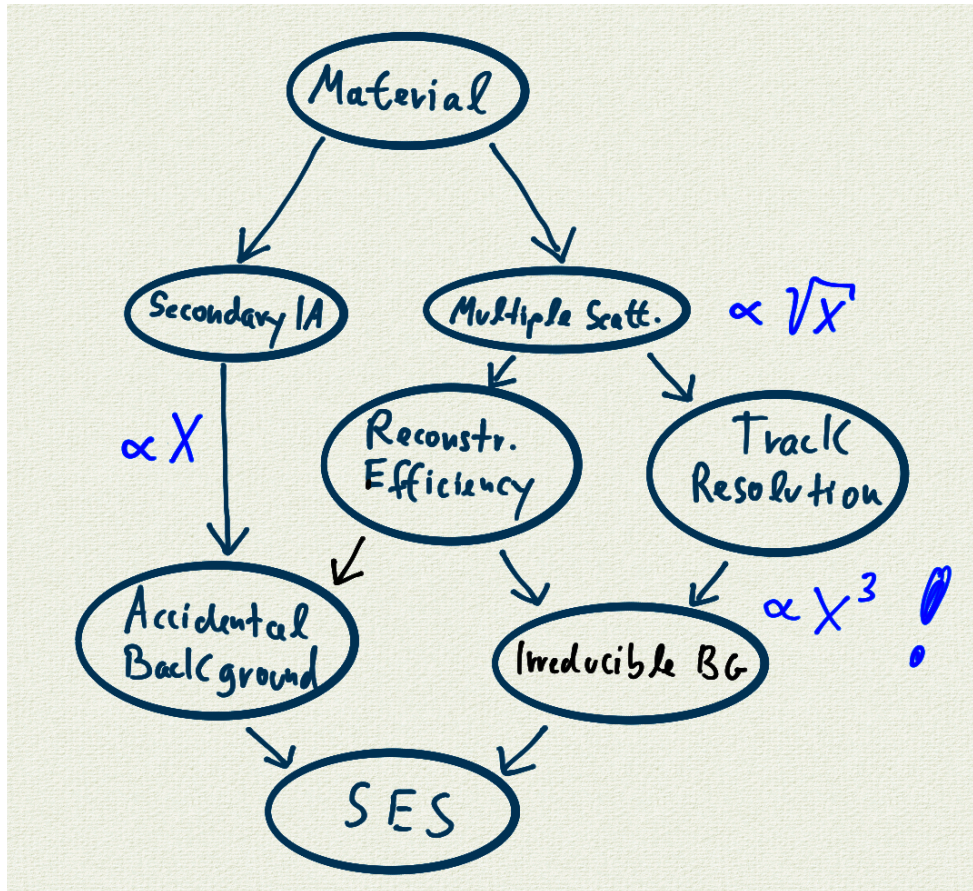 Material
Secondary IA
Multiple Scatt.
∝ √X
∝ X
Reconstr.
Efficiency
Track
Resolution
Accidental
Background
Irreducible BG
∝ X³ !
SES